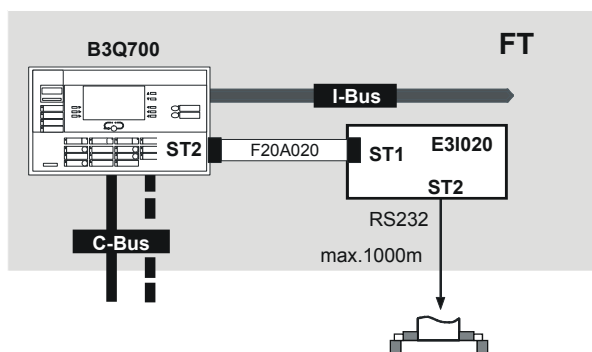 B3Q700
FT
I-Bus
ST2
F20A020
ST1
E3I020
ST2
RS232
C-Bus
max.1000m